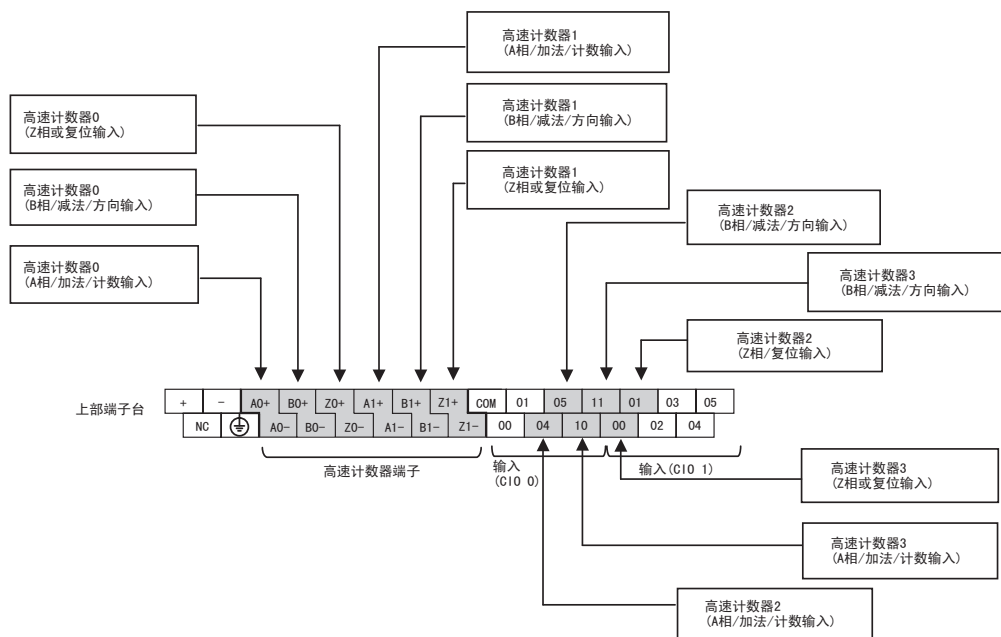 高速计数器1
(A相/加法/计数输入)
高速计数器0
(Z相或复位输入)
高速计数器1
(B相/减法/方向输入)
高速计数器1
(Z相或复位输入)
高速计数器0
(B相/减法/方向输入)
高速计数器2
(B相/减法/方向输入)
高速计数器0
(A相/加法/计数输入)
高速计数器3
(B相/减法/方向输入)
高速计数器2
(Z相/复位输入)
上部端子台
+ - A0+ B0+ Z0+ A1+ B1+ Z1+ COM 01 05 11 01 03 05
NC A0- B0- Z0- A1- B1- Z1- 00 04 10 00 02 04
高速计数器端子
输入
(CIO 0)
输入(CIO 1)
高速计数器3
(Z相或复位输入)
高速计数器3
(A相/加法/计数输入)
高速计数器2
(A相/加法/计数输入)